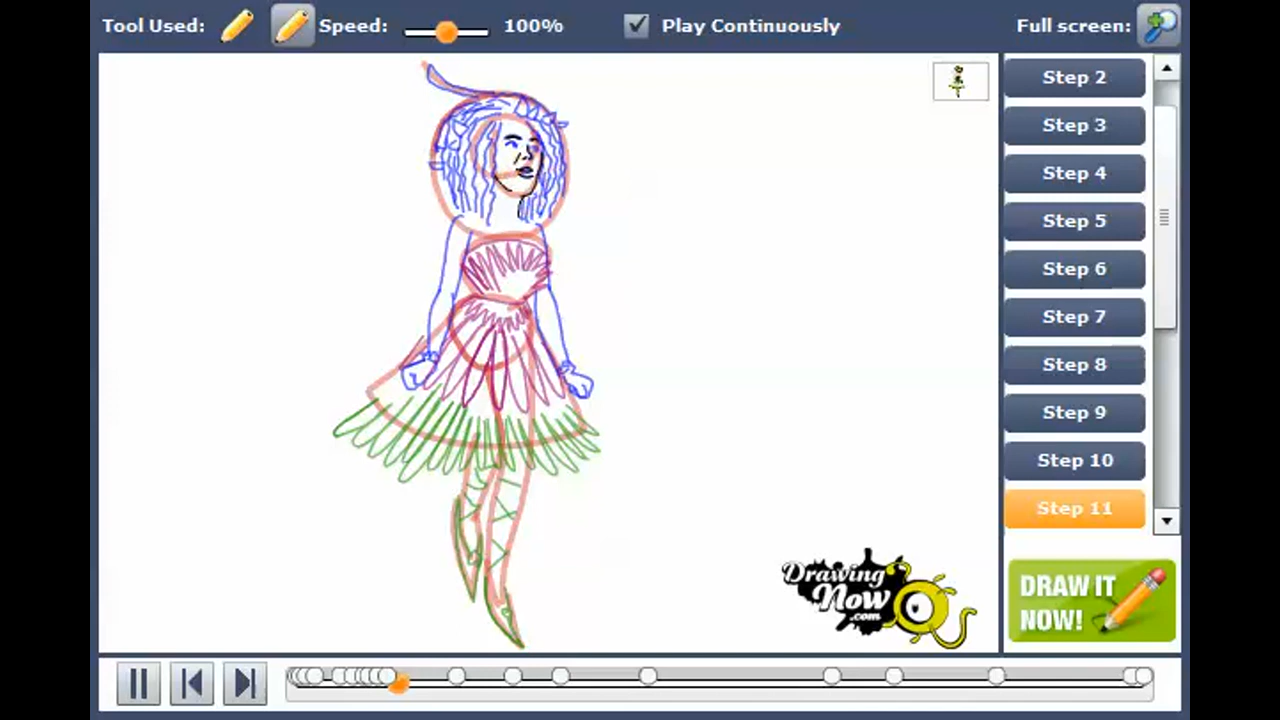 Tool Used:
Speed:
100%
Play Continuously
Full screen:
Step 2
Step 3
Step 4
Step 5
Step 6
Step 7
Step 8
Step 9
Step 10
Step 11
Drawing
Now
.com
DRAW IT
NOW!